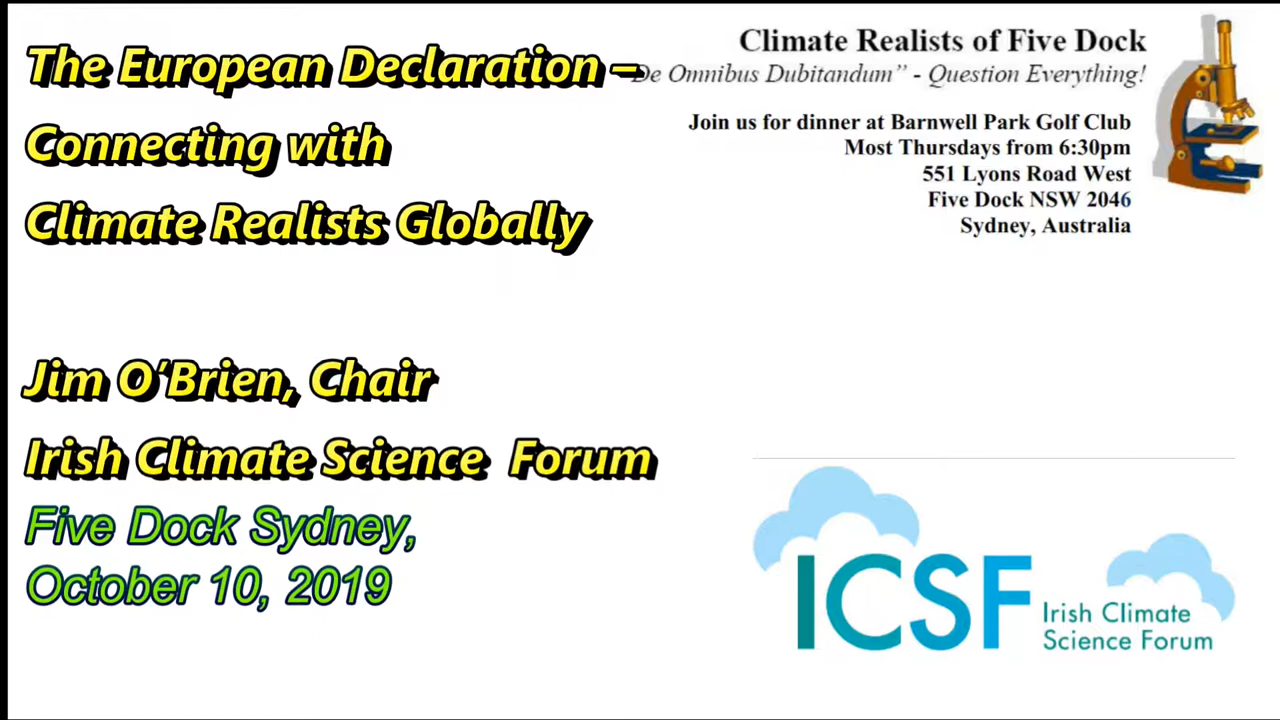 The European Declaration –
Connecting with
Climate Realists Globally
Jim O'Brien, Chair
Irish Climate Science Forum
Five Dock Sydney,
October 10, 2019
Climate Realists of Five Dock
De Omnibus Dubitandum” - Question Everything!
Join us for dinner at Barnwell Park Golf Club
Most Thursdays from 6:30pm
551 Lyons Road West
Five Dock NSW 2046
Sydney, Australia
ICSF
Irish Climate
Science Forum